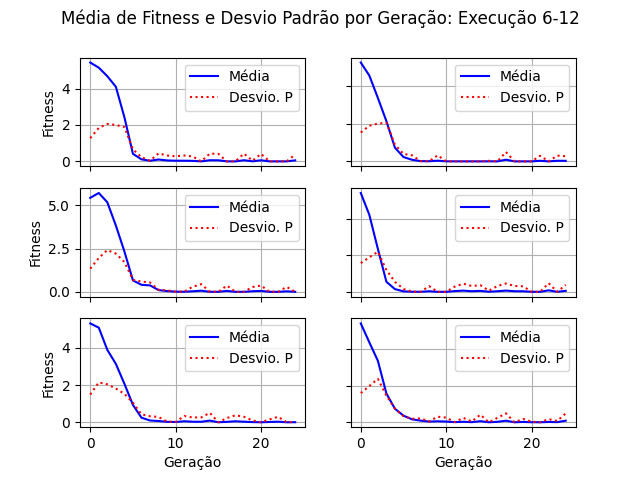 Média de Fitness e Desvio Padrão por Geração: Execução 6-12
Fitness
4
2
0
Média
Desvio. P
Média
Desvio. P
Fitness
5.0
2.5
0.0
Média
Desvio. P
Média
Desvio. P
Fitness
4
2
0
Média
Desvio. P
Média
Desvio. P
0 10 20
0 10 20
Geração
Geração